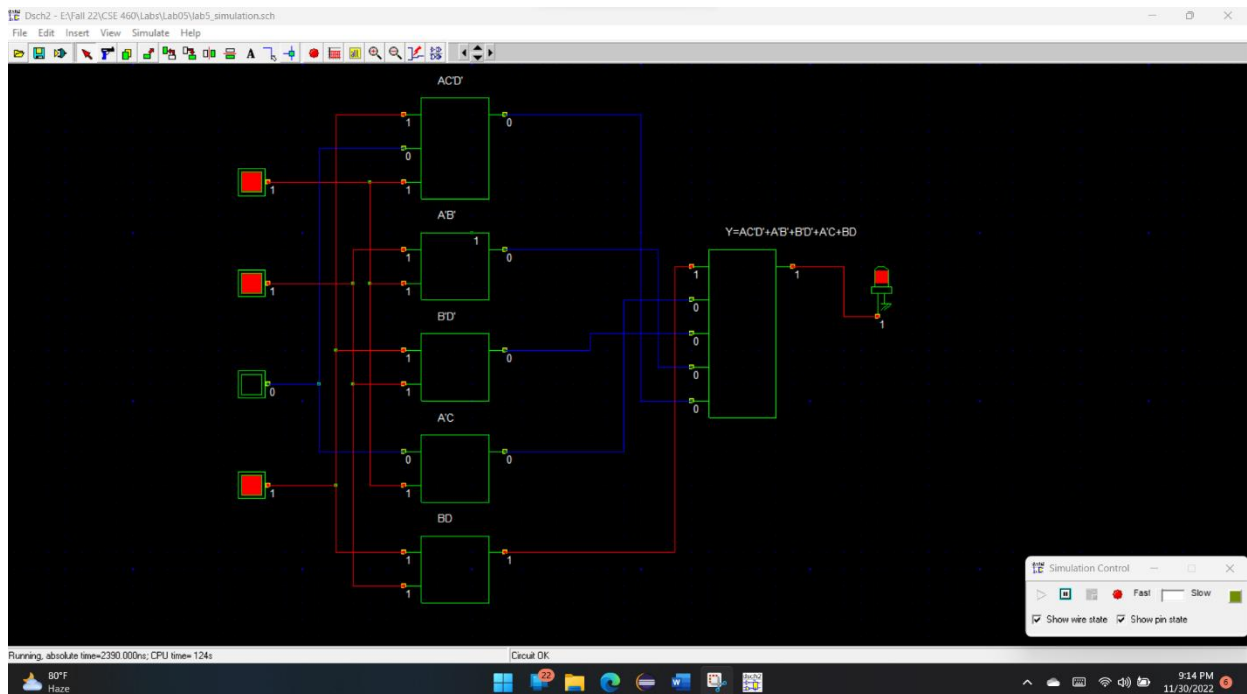 Dsch2 - E:\Fall 22\CSE 460\Labs\Lab05\lab5_simulation.sch
File Edit Insert View Simulate Help
A
AC'D'
1
0
0
1
1
A'B'
1
1
0
1
Y=AC'D'+A'B'+B'D'+A'C+BD
1
1
1
0
1
B'D'
0
1
0
1
0
0
0
A'C
0
0
1
1
BD
1
1
1
Simulation Control
Fast Slow
Show wire state Show pin state
Running, absolute time=2390.000ns; CPU time= 124s Circuit OK
80°F
Haze
22
9:14 PM
11/30/2022
6